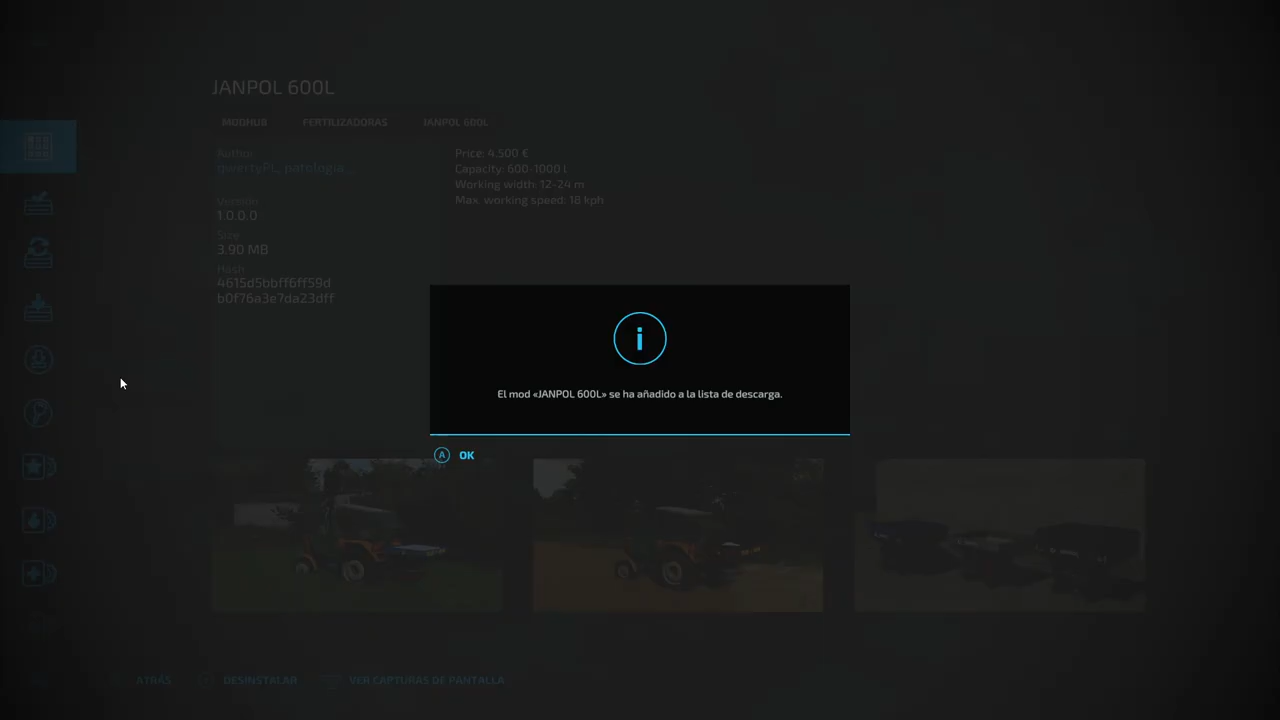 JANPOL 600L
MODHUB FERTILIZADORAS JANPOL 600L
Author
qwertyPL, patologia...
Price: 4.500 €
Capacity: 600-1000 l
Working width: 12-24 m
Max. working speed: 18 kph
Version
1.0.0.0
Size
3.90 MB
Hash
4615d5bbff6ff59d
b0f76a3e7da23dff
i
El mod «JANPOL 600L» se ha añadido a la lista de descarga.
A OK
ATRÁS DESINSTALAR VER CAPTURAS DE PANTALLA